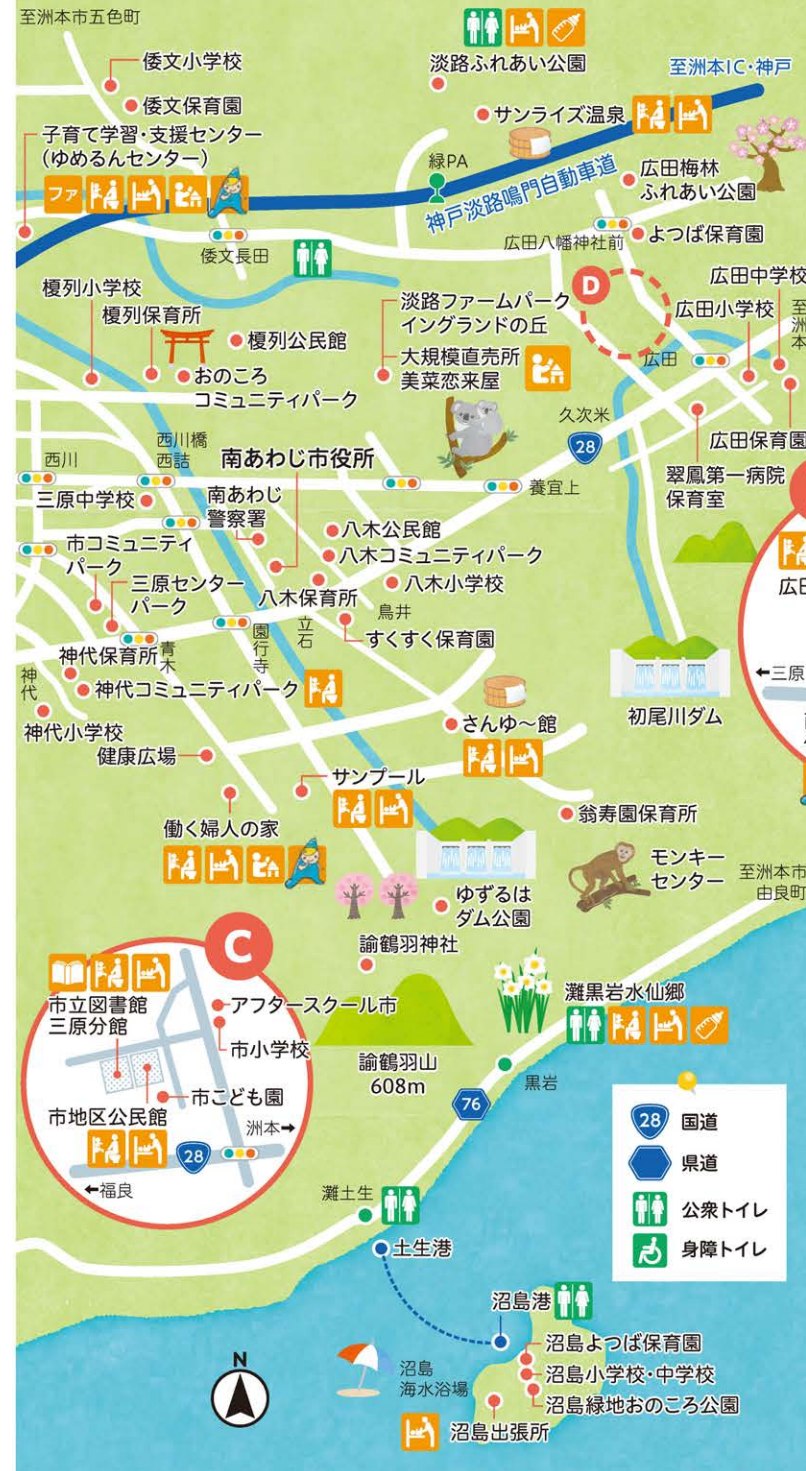 至洲本市五色町
倭文小学校
倭文保育園
子育て学習・支援センター
(ゆめるんセンター)
ファ
淡路ふれあい公園
至洲本IC・神戸
サンライズ温泉
緑PA
神戸淡路鳴門自動車道
広田梅林
ふれあい公園
倭文長田
広田八幡神社前
よつば保育園
D
広田中学校
広田小学校
至洲本
広田
榎列小学校
榎列保育所
榎列公民館
おのころ
コミュニティパーク
淡路ファームパーク
イングランドの丘
大規模直売所
美菜恋来屋
久次米
28
広田保育園
翠鳳第一病院
保育室
西川
西川橋
西詰
南あわじ市役所
養宜上
三原中学校
南あわじ
警察署
八木公民館
八木コミュニティパーク
八木小学校
市コミュニティ
パーク
三原センター
パーク
八木保育所
鳥井
立石
すくすく保育園
園行寺
青木
神代保育所
神代
神代コミュニティパーク
神代小学校
健康広場
さんゆ〜館
初尾川ダム
広田
←三原
サンプール
働く婦人の家
翁寿園保育所
モンキー
センター
至洲本市
由良町
ゆずるは
ダム公園
諭鶴羽神社
灘黒岩水仙郷
諭鶴羽山
608m
黒岩
76
C
市立図書館
三原分館
アフタースクール市
市小学校
市こども園
市地区公民館
洲本→
28
←福良
28 国道
県道
公衆トイレ
身障トイレ
灘土生
土生港
沼島港
沼島よつば保育園
沼島小学校・中学校
沼島緑地おのころ公園
沼島
海水浴場
沼島出張所
N